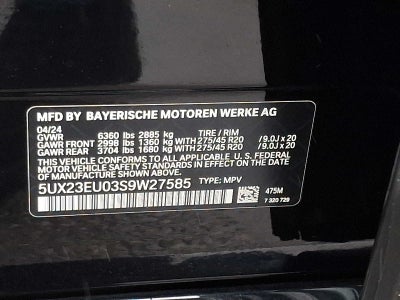 MFD BY BAYERISCHE MOTOREN WERKE AG
04/24
GVWR 6360 lbs 2885 kg TIRE / RIM
GAWR FRONT 2998 lbs 1360 kg WITH 275/45 R20 /9.0J x 20
GAWR REAR 3704 lbs 1680 kg WITH 275/45 R20 /9.0J x 20
THIS VEHICLE CONFORMS TO ALL APPLICABLE U.S. FEDERAL
MOTOR VEHICLE SAFETY STANDARDS IN EFFECT ON THE DATE
OF MANUFACTURE SHOWN ABOVE.
5UX23EU03S9W27585 TYPE: MPV
475M
7 320 729